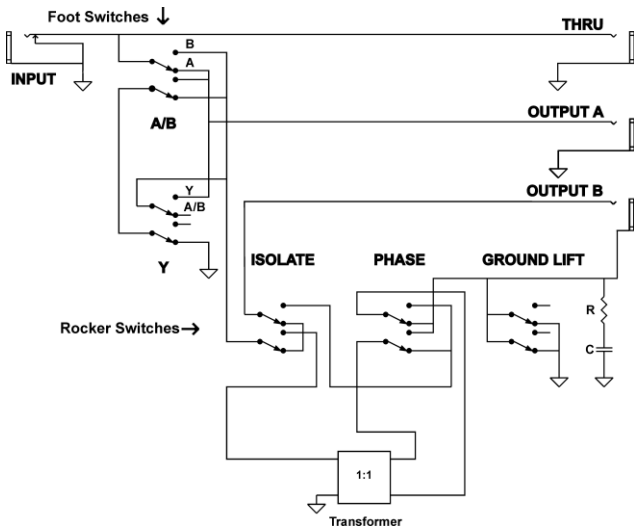 Foot Switches ↓
THRU
INPUT
B
A
A/B
OUTPUT A
Y
A/B
OUTPUT B
Y
ISOLATE
PHASE
GROUND LIFT
Rocker Switches→
R
C
1:1
Transformer